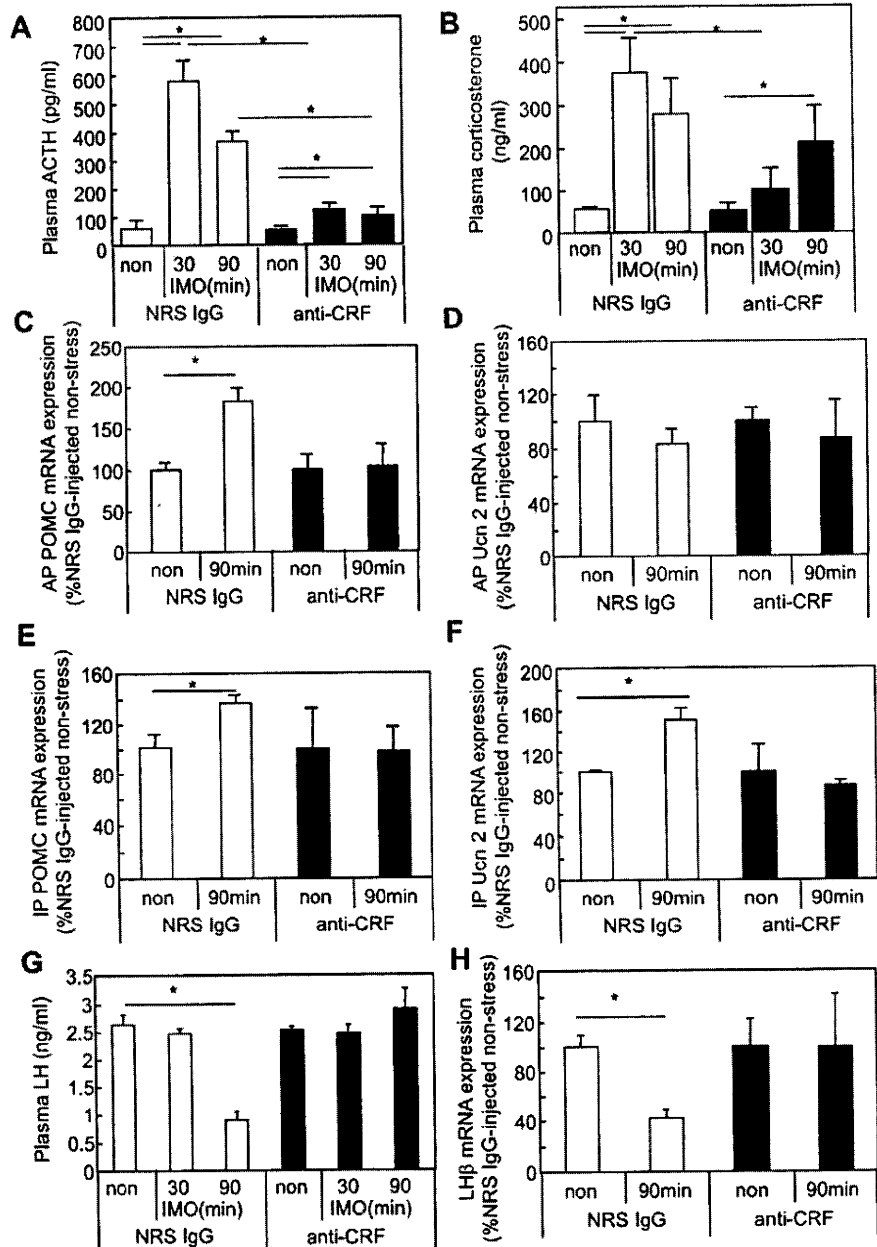 A
Plasma ACTH (pg/ml)
800
700
600
500
400
300
200
100
0
*
*
*
*
non
30
90
non
30
90
IMO(min)
IMO(min)
NRS IgG
anti-CRF
B
Plasma corticosterone
(ng/ml)
500
400
300
200
100
0
*
*
*
non
30
90
non
30
90
IMO(min)
IMO(min)
NRS IgG
anti-CRF
C
AP POMC mRNA expression
(%NRS IgG-injected non-stress)
250
200
150
100
50
0
*
non
90min
non
90min
NRS IgG
anti-CRF
D
AP Ucn 2 mRNA expression
(%NRS IgG-injected non-stress)
160
120
80
40
0
non
90min
non
90min
NRS IgG
anti-CRF
E
IP POMC mRNA expression
(%NRS IgG-injected non-stress)
160
120
80
40
0
*
non
90min
non
90min
NRS IgG
anti-CRF
F
IP Ucn 2 mRNA expression
(%NRS IgG-injected non-stress)
200
160
120
80
40
0
*
non
90min
non
90min
NRS IgG
anti-CRF
G
Plasma LH (ng/ml)
3.5
3
2.5
2
1.5
1
0.5
0
*
non
30
90
non
30
90
IMO(min)
IMO(min)
NRS IgG
anti-CRF
H
LHβ mRNA expression
(%NRS IgG-injected non-stress)
160
120
80
40
0
*
non
90min
non
90min
NRS IgG
anti-CRF